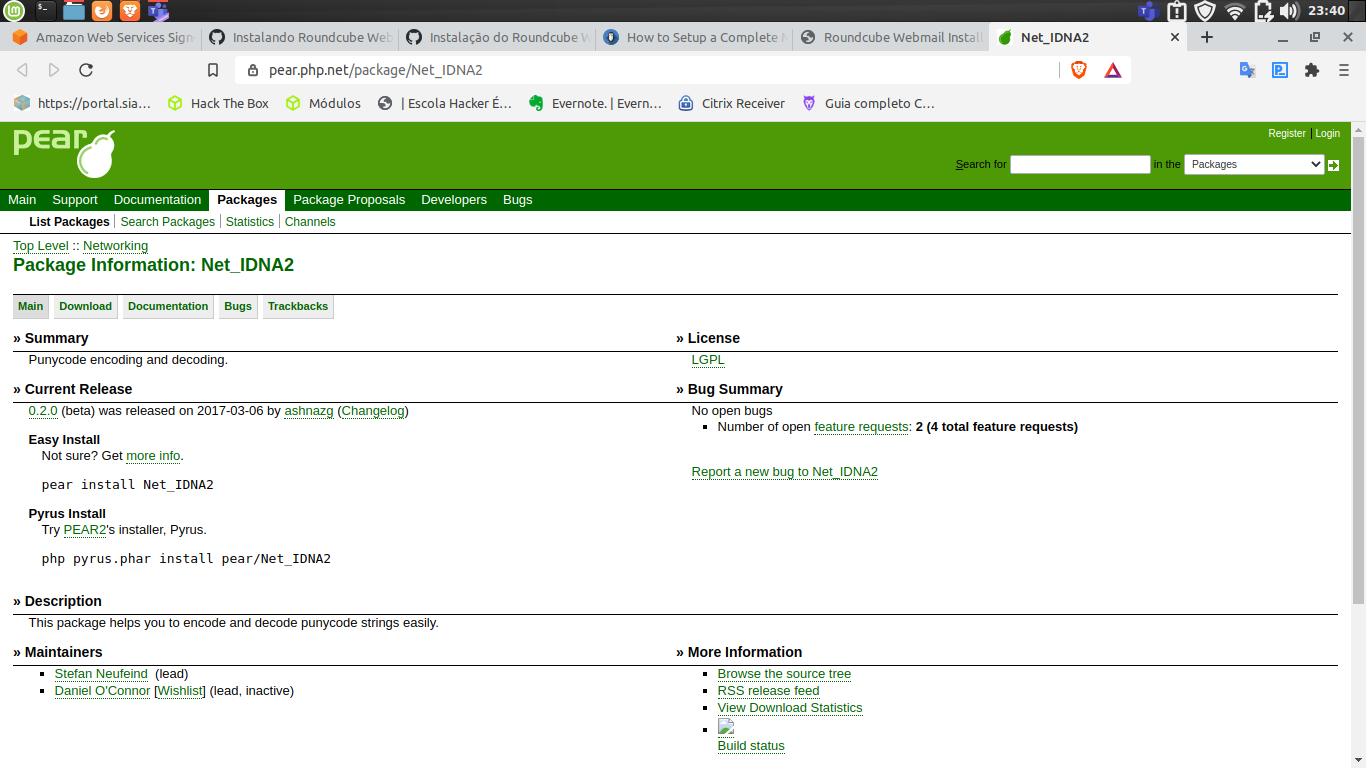 23:40
Amazon Web Services Sign
Instalando Roundcube Web
Instalação do Roundcube W
How to Setup a Complete M
Roundcube Webmail Install
Net_IDNA2
pear.php.net/package/Net_IDNA2
https://portal.sia…
Hack The Box
Módulos
| Escola Hacker É…
Evernote. | Evern…
Citrix Receiver
Guia completo C…
pear
Register | Login
Search for in the Packages
Main Support Documentation Packages Package Proposals Developers Bugs
List Packages | Search Packages | Statistics | Channels
Top Level :: Networking
Package Information: Net_IDNA2
Main Download Documentation Bugs Trackbacks
» Summary
Punycode encoding and decoding.
» License
LGPL
» Current Release
0.2.0 (beta) was released on 2017-03-06 by ashnazg (Changelog)
Easy Install
Not sure? Get more info.
pear install Net_IDNA2
Pyrus Install
Try PEAR2's installer, Pyrus.
php pyrus.phar install pear/Net_IDNA2
» Bug Summary
No open bugs
Number of open feature requests: 2 (4 total feature requests)
Report a new bug to Net_IDNA2
» Description
This package helps you to encode and decode punycode strings easily.
» Maintainers
Stefan Neufeind (lead)
Daniel O'Connor [Wishlist] (lead, inactive)
» More Information
Browse the source tree
RSS release feed
View Download Statistics
Build status